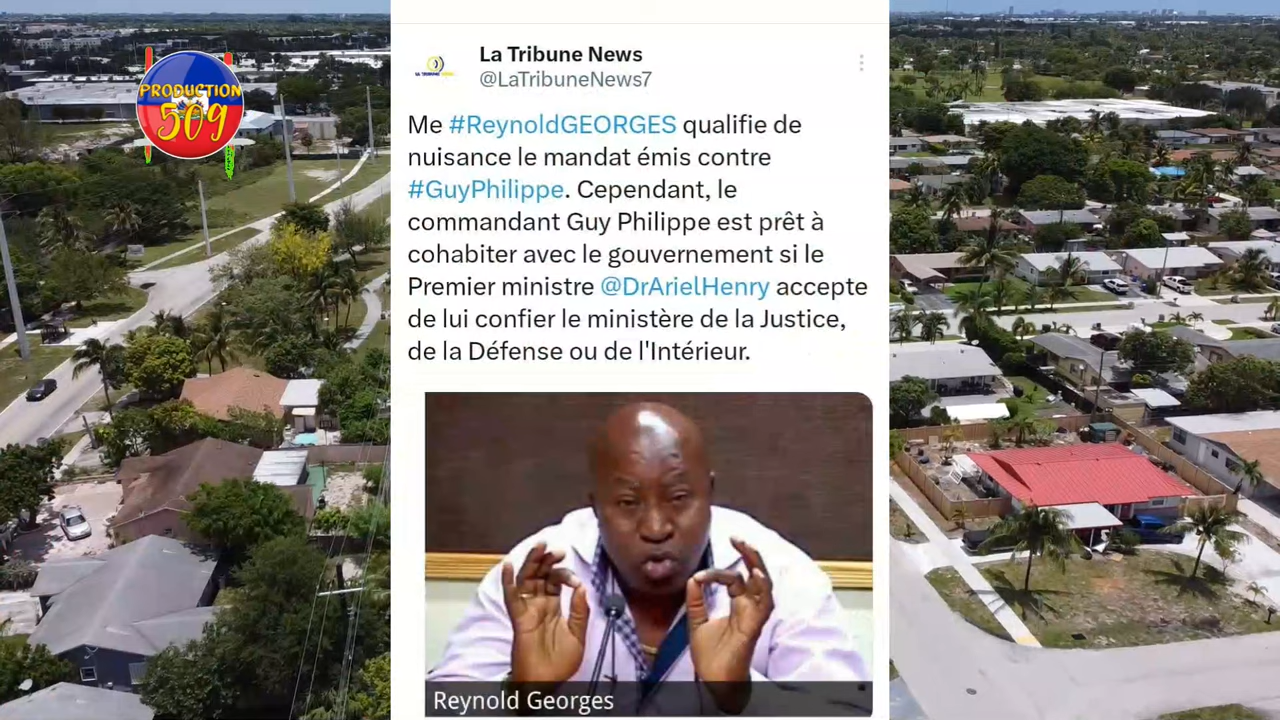 PRODUCTION
509
La Tribune News
@LaTribuneNews7
Me #ReynoldGEORGES qualifie de
nuisance le mandat émis contre
#GuyPhilippe. Cependant, le
commandant Guy Philippe est prêt à
cohabiter avec le gouvernement si le
Premier ministre @DrArielHenry accepte
de lui confier le ministère de la Justice,
de la Défense ou de l'Intérieur.
Reynold Georges